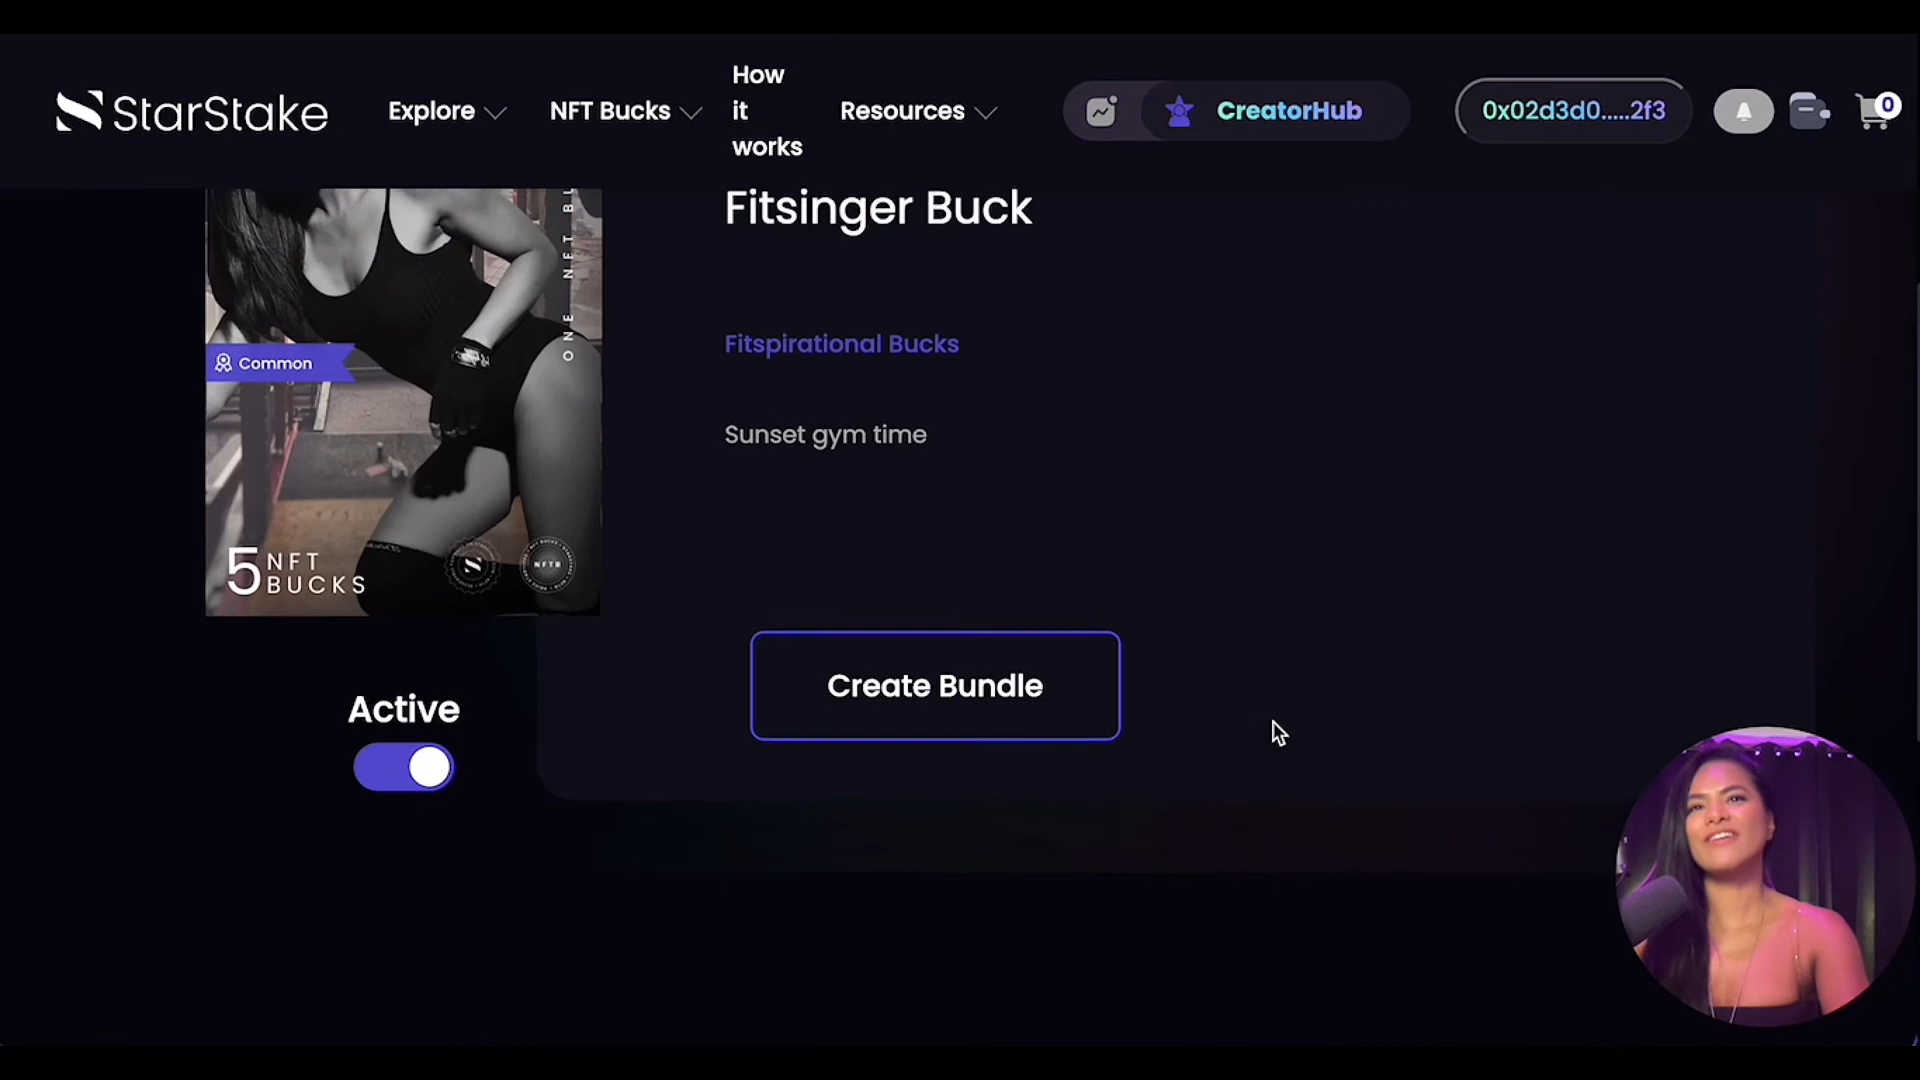 StarStake
Explore
NFT Bucks
How
it
works
Resources
CreatorHub
0x02d3d0.....2f3
0
Fitsinger Buck
ONE NFT BU
Fitspirational Bucks
Common
Sunset gym time
5 NFT
BUCKS
NFTB
Create Bundle
Active